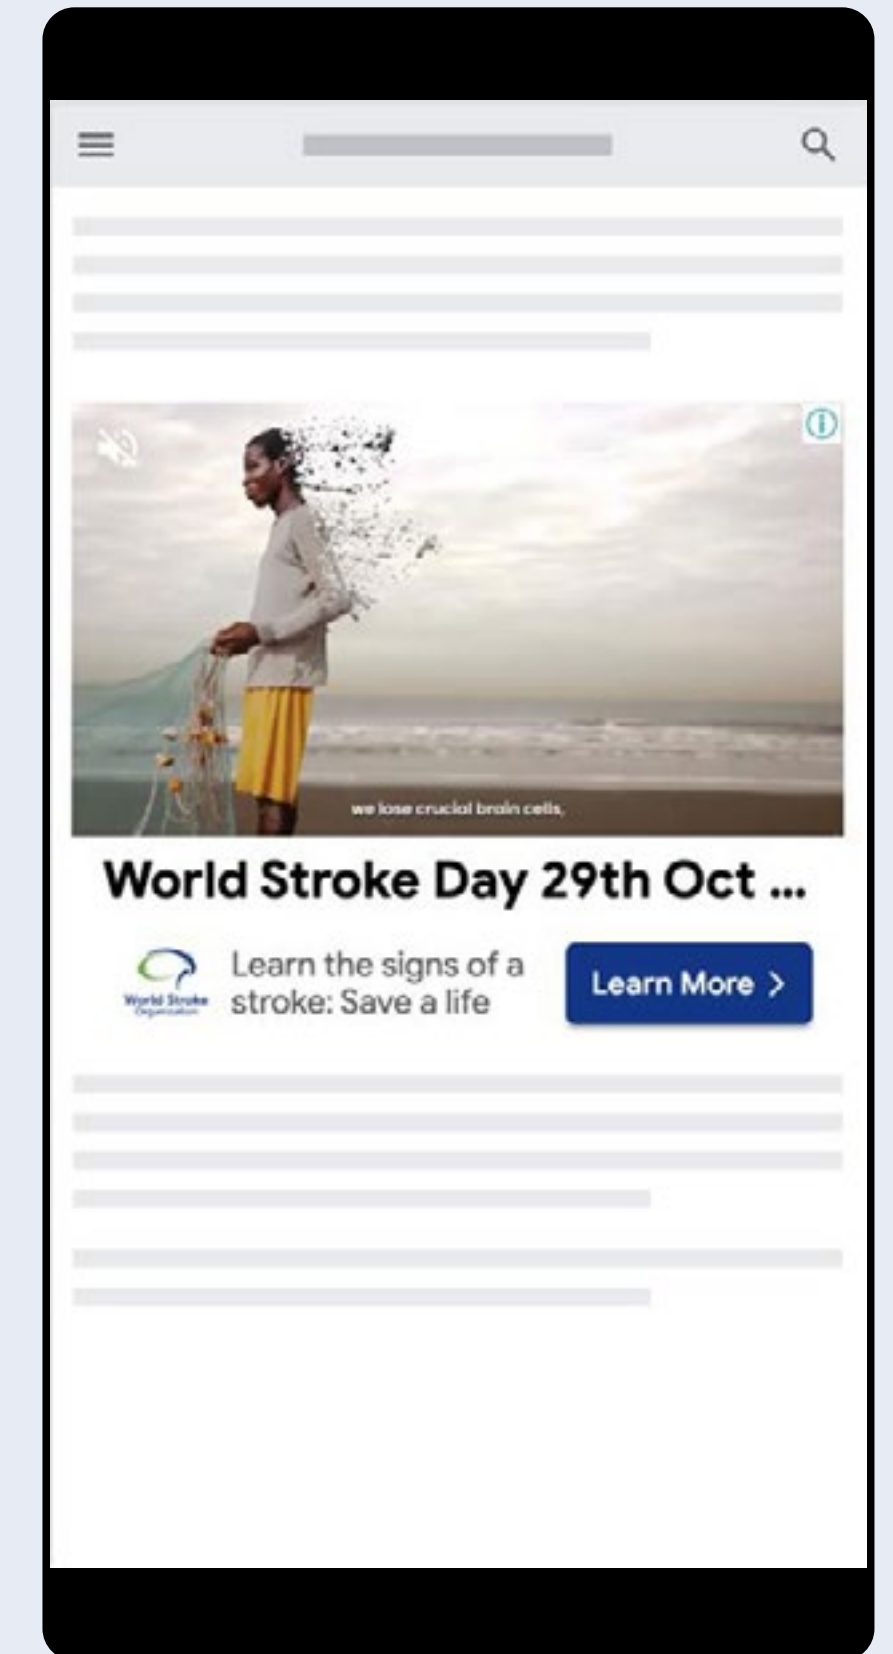 we lose crucial brain cells,
World Stroke Day 29th Oct ...
Learn the signs of a
stroke: Save a life
World Stroke
Organization
Learn More >